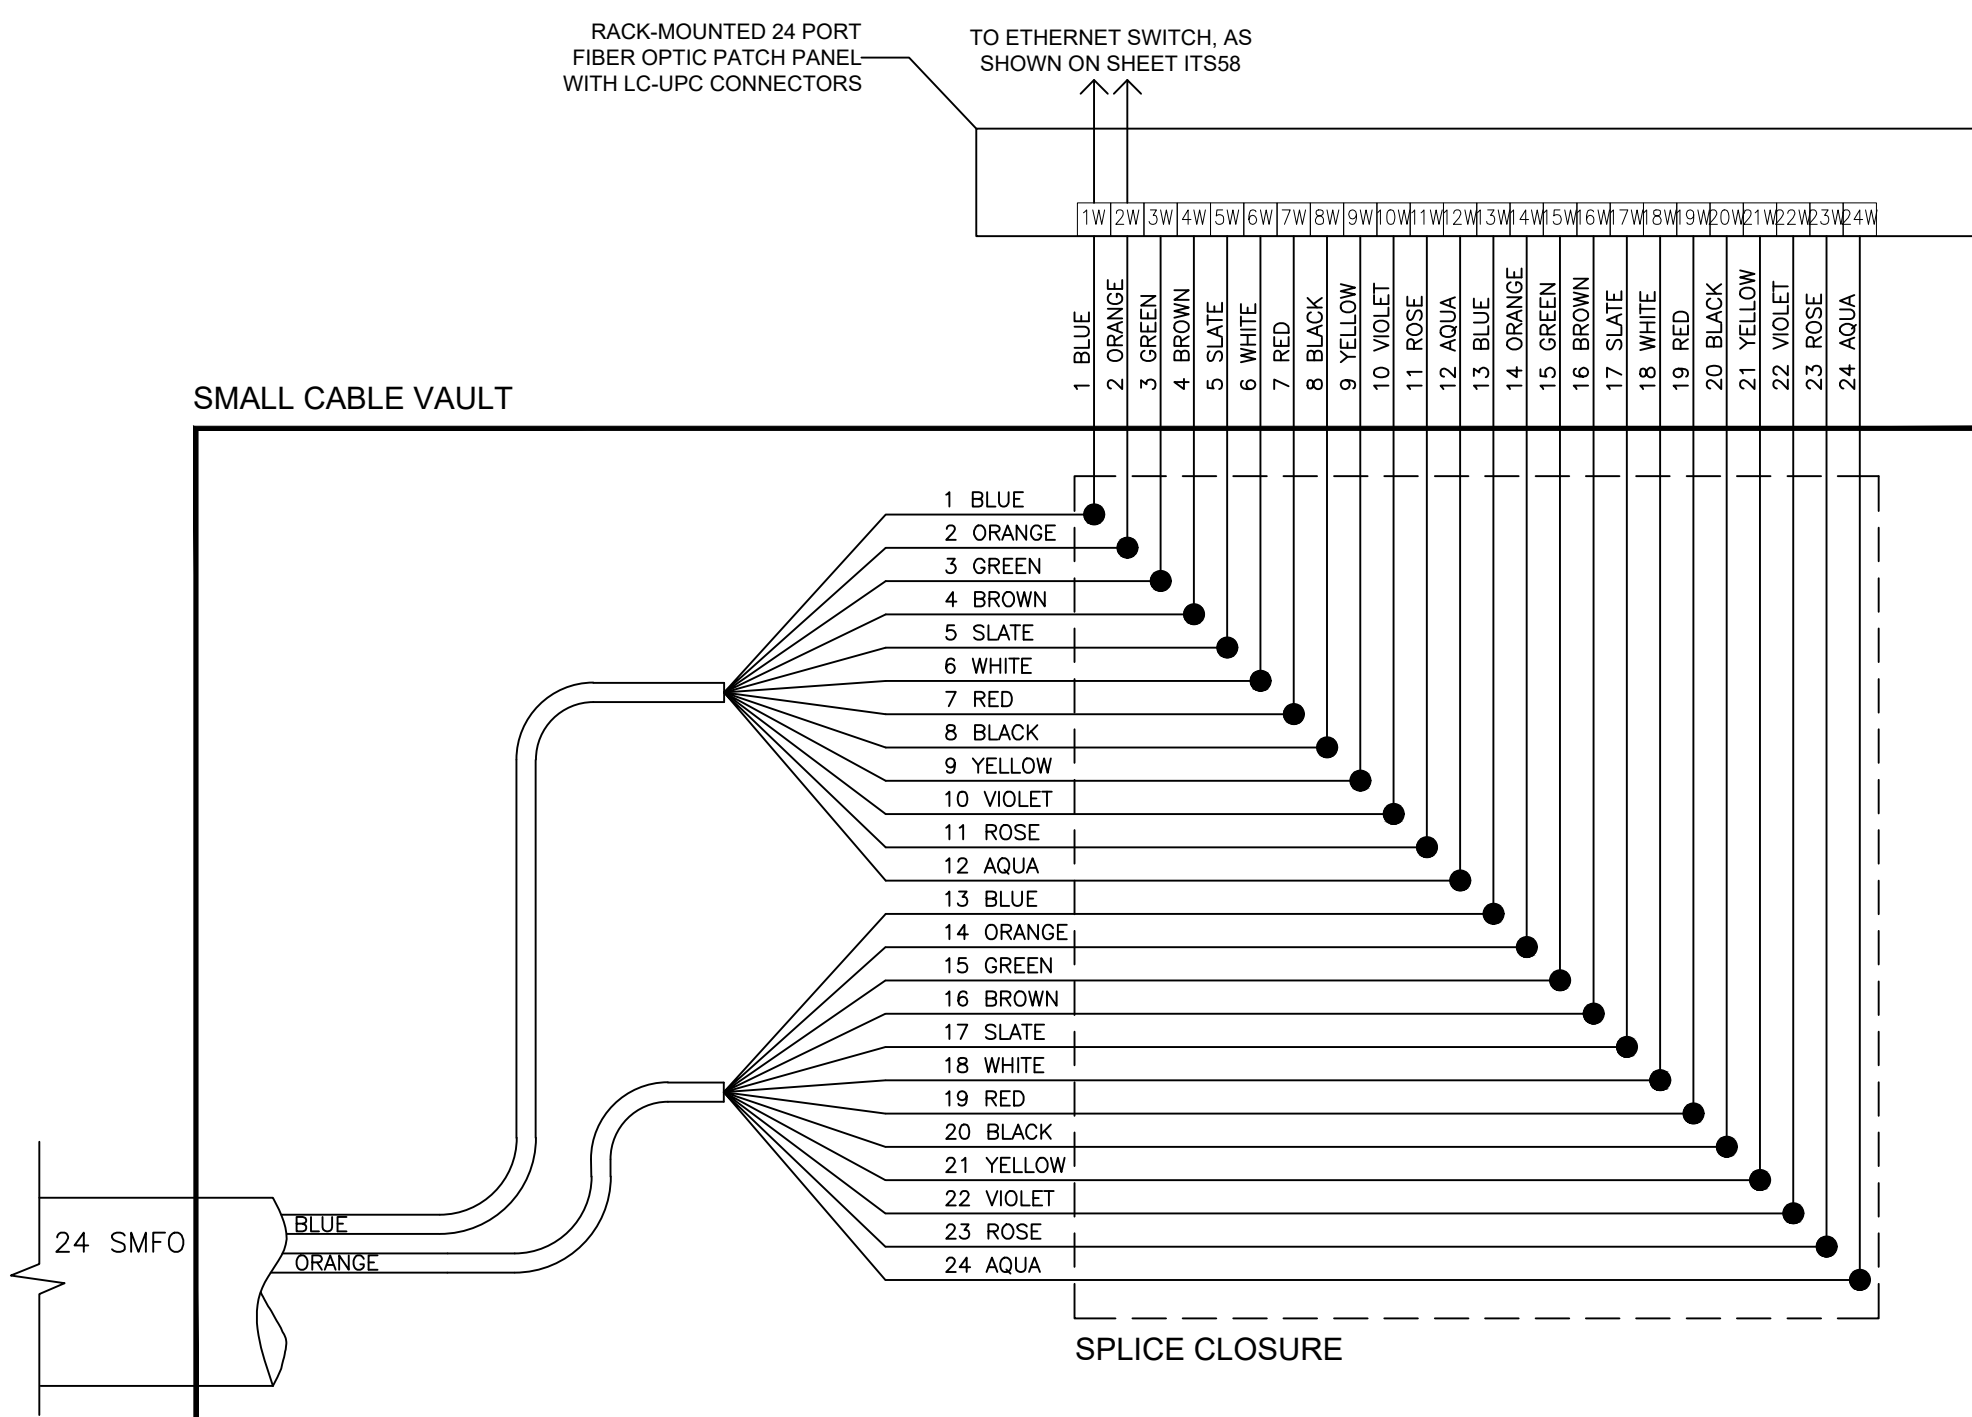 RACK-MOUNTED 24 PORT
FIBER OPTIC PATCH PANEL
WITH LC-UPC CONNECTORS
TO ETHERNET SWITCH, AS
SHOWN ON SHEET ITS58
1W 2W 3W 4W 5W 6W 7W 8W 9W 10W 11W 12W 13W 14W 15W 16W 17W 18W 19W 20W 21W 22W 23W 24W
1 BLUE
2 ORANGE
3 GREEN
4 BROWN
5 SLATE
6 WHITE
7 RED
8 BLACK
9 YELLOW
10 VIOLET
11 ROSE
12 AQUA
13 BLUE
14 ORANGE
15 GREEN
16 BROWN
17 SLATE
18 WHITE
19 RED
20 BLACK
21 YELLOW
22 VIOLET
23 ROSE
24 AQUA
SMALL CABLE VAULT
1 BLUE
2 ORANGE
3 GREEN
4 BROWN
5 SLATE
6 WHITE
7 RED
8 BLACK
9 YELLOW
10 VIOLET
11 ROSE
12 AQUA
13 BLUE
14 ORANGE
15 GREEN
16 BROWN
17 SLATE
18 WHITE
19 RED
20 BLACK
21 YELLOW
22 VIOLET
23 ROSE
24 AQUA
24 SMFO
BLUE
ORANGE
SPLICE CLOSURE